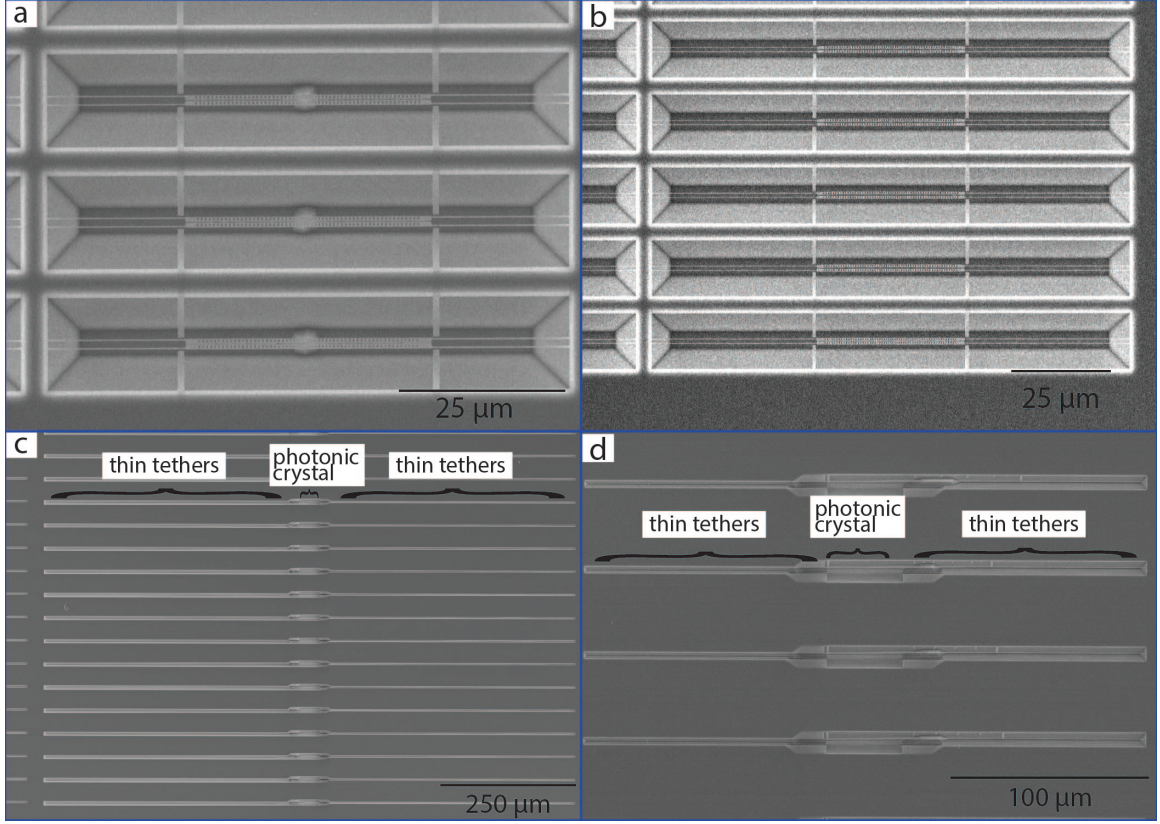 a
25 μm
b
25 μm
c
thin tethers
photonic
crystal
thin tethers
250 μm
d
thin tethers
photonic
crystal
thin tethers
100 μm